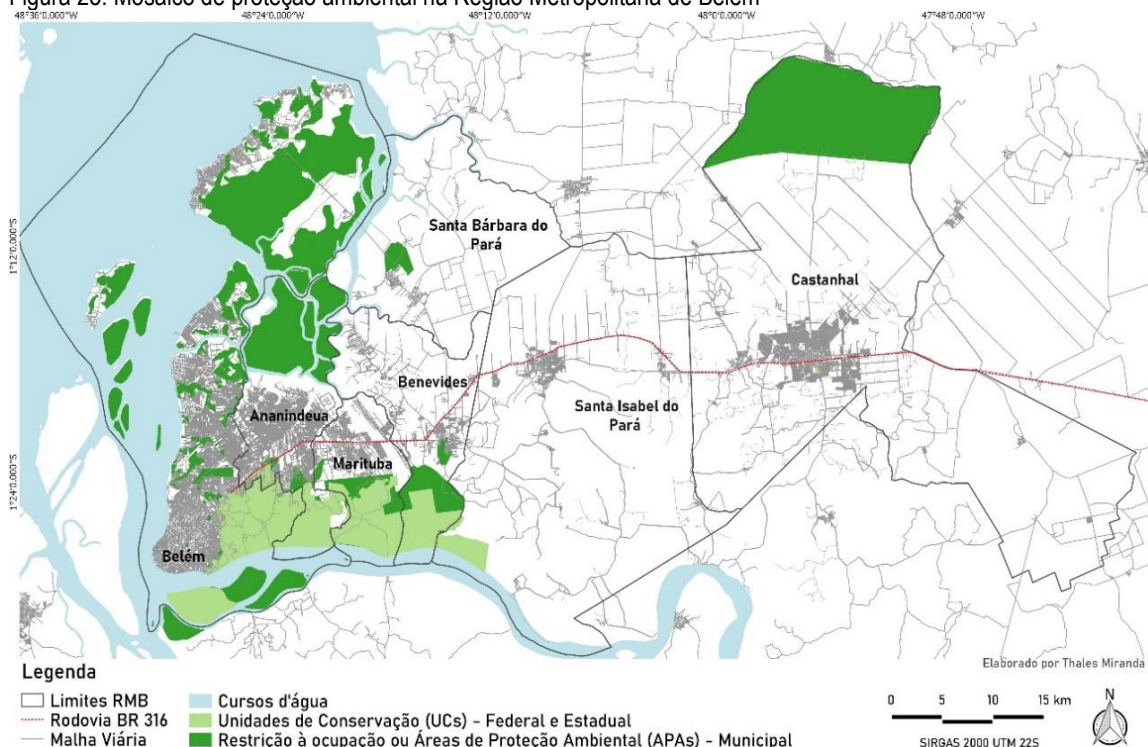 Figura 20: Mosaico de proteção ambiental na Região Metropolitana de Belém
48°36'0.000"W
48°24'0.000"W
48°12'0.000"W
48°0'0.000"W
47°48'0.000"W
1°12'0.000"S
1°24'0.000"S
Santa Bárbara do
Pará
Castanhal
Benevides
Ananindeua
Santa Isabel do
Pará
Marituba
Belém
Elaborado por Thales Miranda
Legenda
Limites RMB
Rodovia BR 316
Malha Viária
Cursos d'água
Unidades de Conservação (UCs) - Federal e Estadual
Restrição à ocupação ou Áreas de Proteção Ambiental (APAs) - Municipal
0 5 10 15 km
N
SIRGAS 2000 UTM 22S